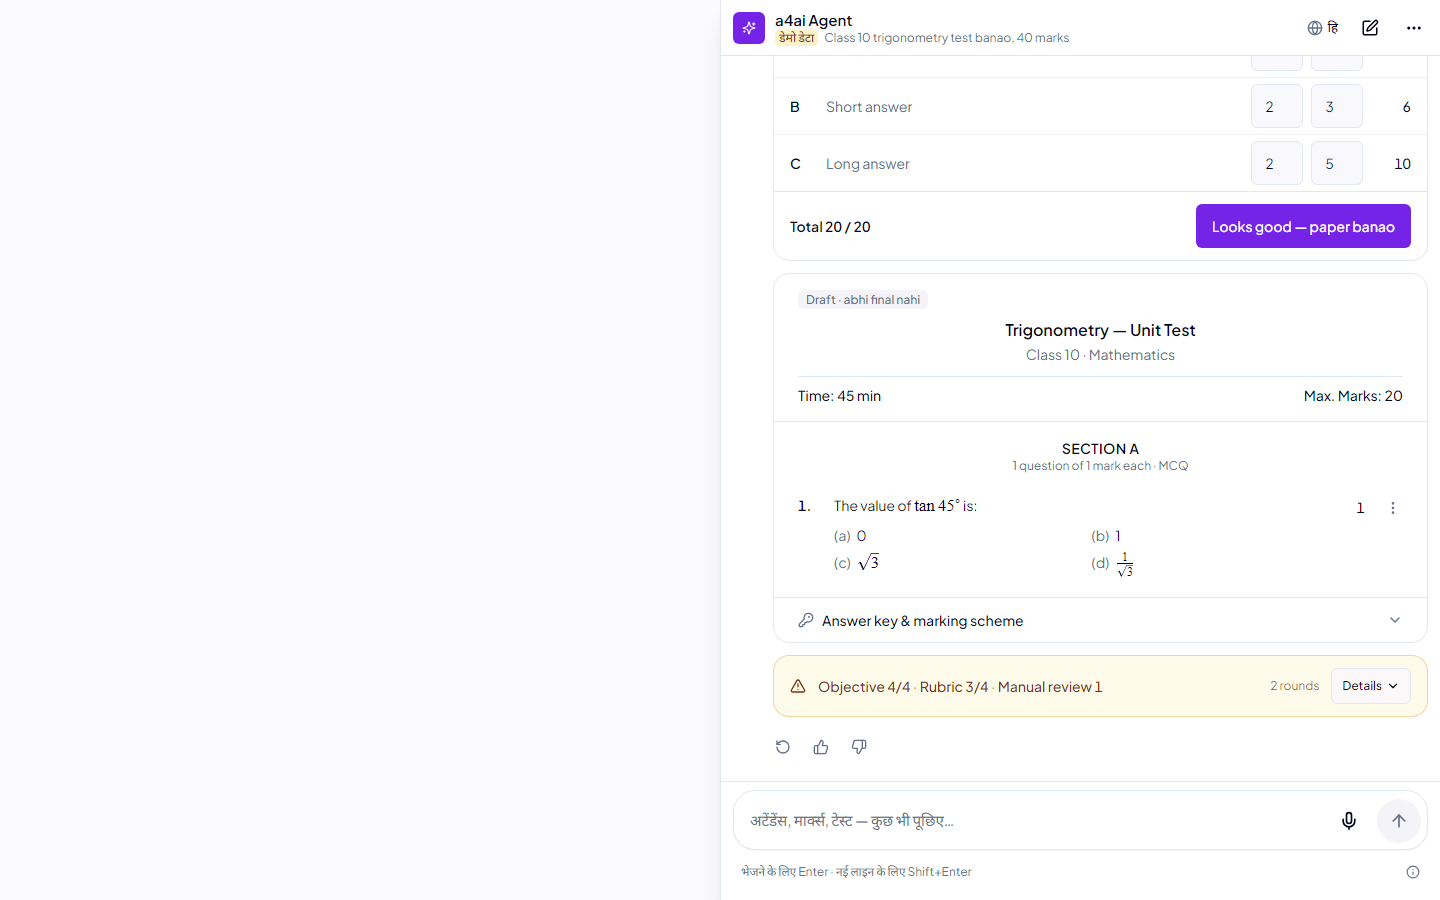 a4ai Agent
डेमो डेटा Class 10 trigonometry test banao, 40 marks
हि
B Short answer 2 3 6
C Long answer 2 5 10
Total 20 / 20
Looks good — paper banao
Draft · abhi final nahi
Trigonometry — Unit Test
Class 10 · Mathematics
Time: 45 min Max. Marks: 20
SECTION A
1 question of 1 mark each · MCQ
1. The value of tan 45° is: 1
(a) 0 (b) 1
(c) √3 (d) 1/√3
Answer key & marking scheme
Objective 4/4 · Rubric 3/4 · Manual review 1 2 rounds Details
अटेंडेंस, मार्क्स, टेस्ट — कुछ भी पूछिए…
भेजने के लिए Enter · नई लाइन के लिए Shift+Enter